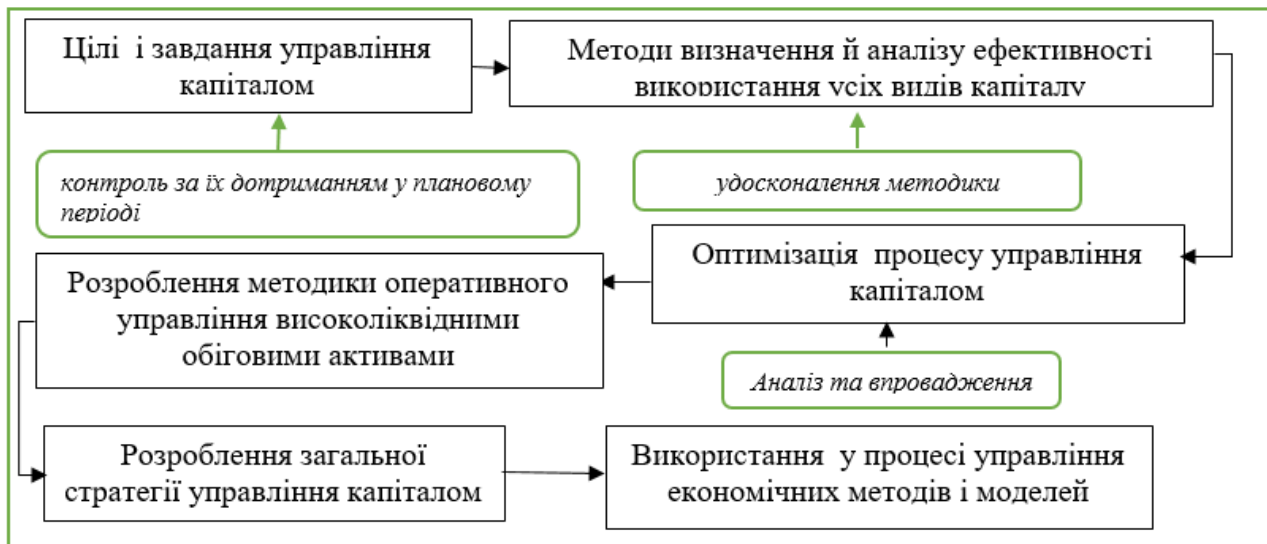 Цілі і завдання управління
капіталом
Методи визначення й аналізу ефективності
використання усіх видів капіталу
контроль за їх дотриманням у планового
періоді
удосконалення методики
Оптимізація процесу управління
капіталом
Розроблення методики оперативного
управління високоліквідними
обіговими активами
Аналіз та впровадження
Розроблення загальної
стратегії управління капіталом
Використання у процесі управління
економічних методів і моделей